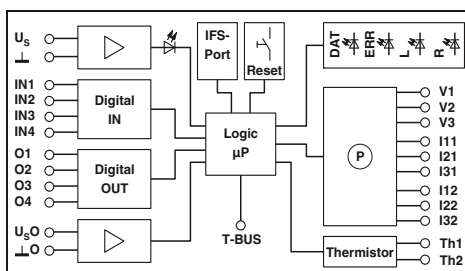 U_S
⊥
IN1
IN2
IN3
IN4
Digital
IN
O1
O2
O3
O4
Digital
OUT
U_SO
⊥O
IFS-
Port
Reset
Logic
µP
T-BUS
DAT
ERR
L
R
P
V1
V2
V3
I11
I21
I31
I12
I22
I32
Thermistor
Th1
Th2